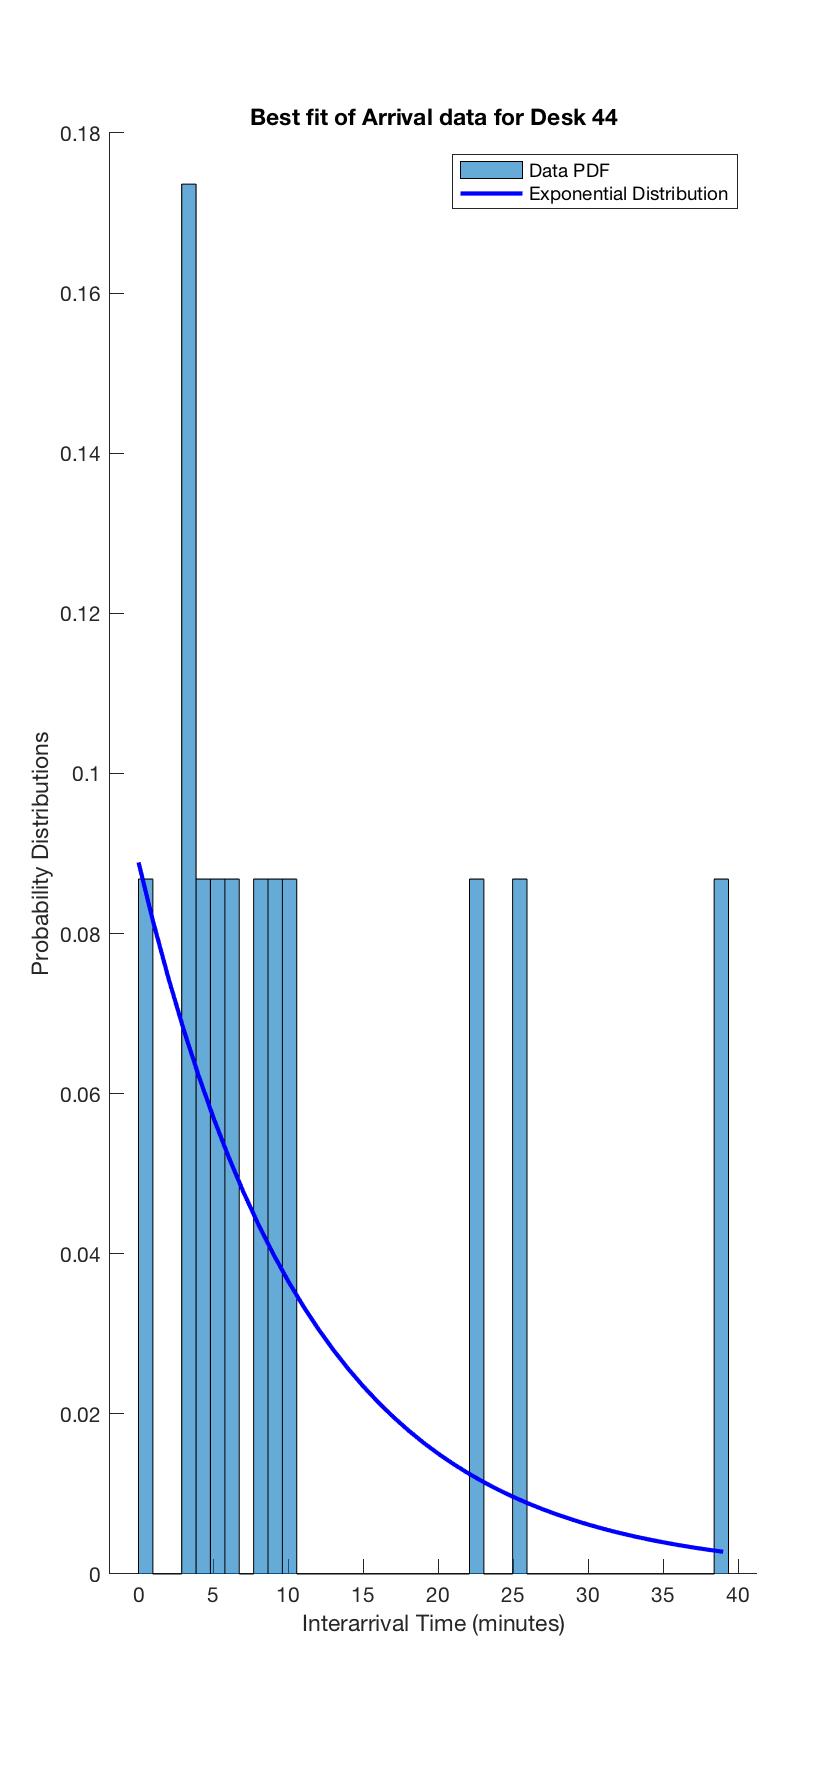 Best fit of Arrival data for Desk 44
Data PDF
Exponential Distribution
0.18
0.16
0.14
0.12
0.1
0.08
0.06
0.04
0.02
0
Probability Distributions
0 5 10 15 20 25 30 35 40
Interarrival Time (minutes)